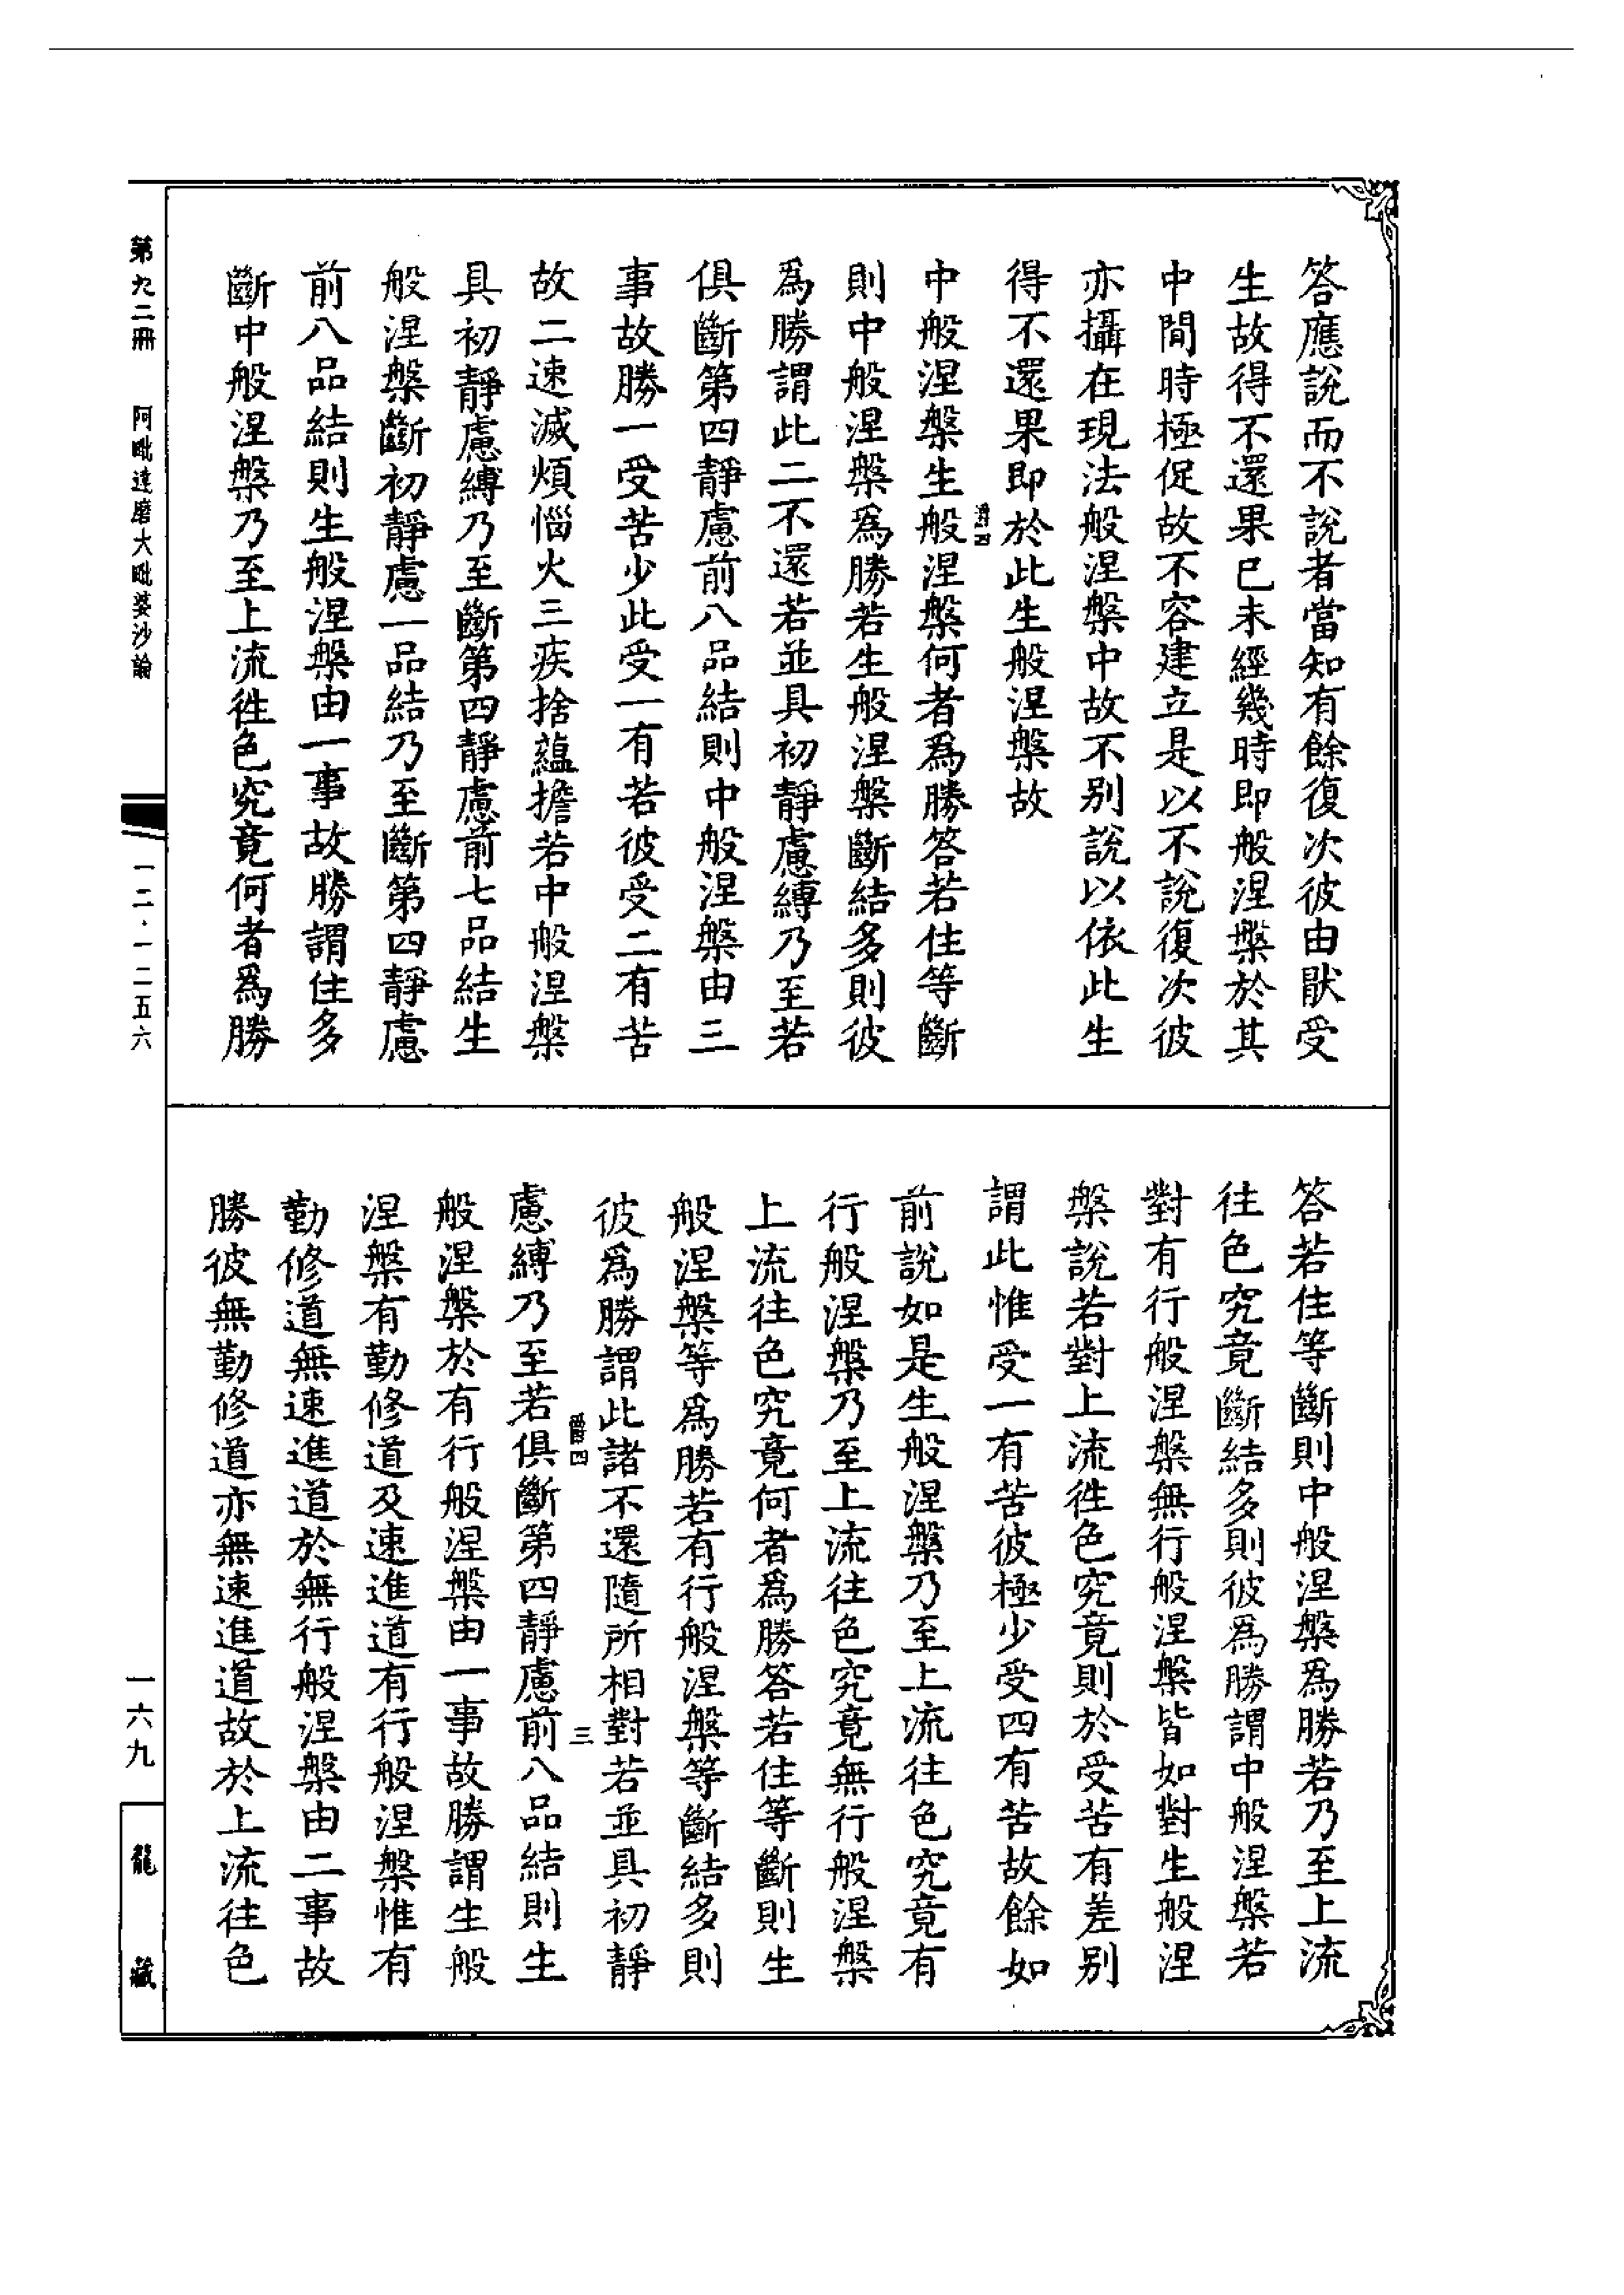 答應說而不說者當知有餘復次彼由猒受
生故得不還果已未經幾時即般涅槃於其
中間時極促故不容建立是以不說復次彼
亦攝在現法般涅槃中故不別說以依此生
得不還果即於此生般涅槃故
爵四
中般涅槃生般涅槃何者爲勝答若住等斷
則中般涅槃爲勝若生般涅槃斷結多則彼
爲勝謂此二不還若並具初靜慮縛乃至若
俱斷第四靜慮前八品結則中般涅槃由三
事故勝一受苦少此受一有若彼受二有苦
故二速滅煩惱火三疾捨蘊擔若中般涅槃
具初靜慮縛乃至斷第四靜慮前七品結生
般涅槃斷初靜慮一品結乃至斷第四靜慮
前八品結則生般涅槃由一事故勝謂住多
斷中般涅槃乃至上流往色究竟何者爲勝
答若住等斷則中般涅槃爲勝若乃至上流
往色究竟斷結多則彼爲勝謂中般涅槃若
對有行般涅槃無行般涅槃皆如對生般涅
槃說若對上流往色究竟則於受苦有差别
謂此惟受一有苦彼極少受四有苦故餘如
前說如是生般涅槃乃至上流往色究竟有
行般涅槃乃至上流往色究竟無行般涅槃
上流往色究竟何者爲勝答若住等斷則生
般涅槃等爲勝若有行般涅槃等斷結多則
彼爲勝謂此諸不還隨所相對若並具初靜
爵四 三
慮縛乃至若俱斷第四靜慮前八品結則生
般涅槃於有行般涅槃由一事故勝謂生般
涅槃有勤修道及速進道有行般涅槃惟有
勤修道無速進道於無行般涅槃由二事故
勝彼無勤修道亦無速進道故於上流往色
第九二冊 阿毗達磨大毗婆沙論
一二·一二五六
一六九
龍藏